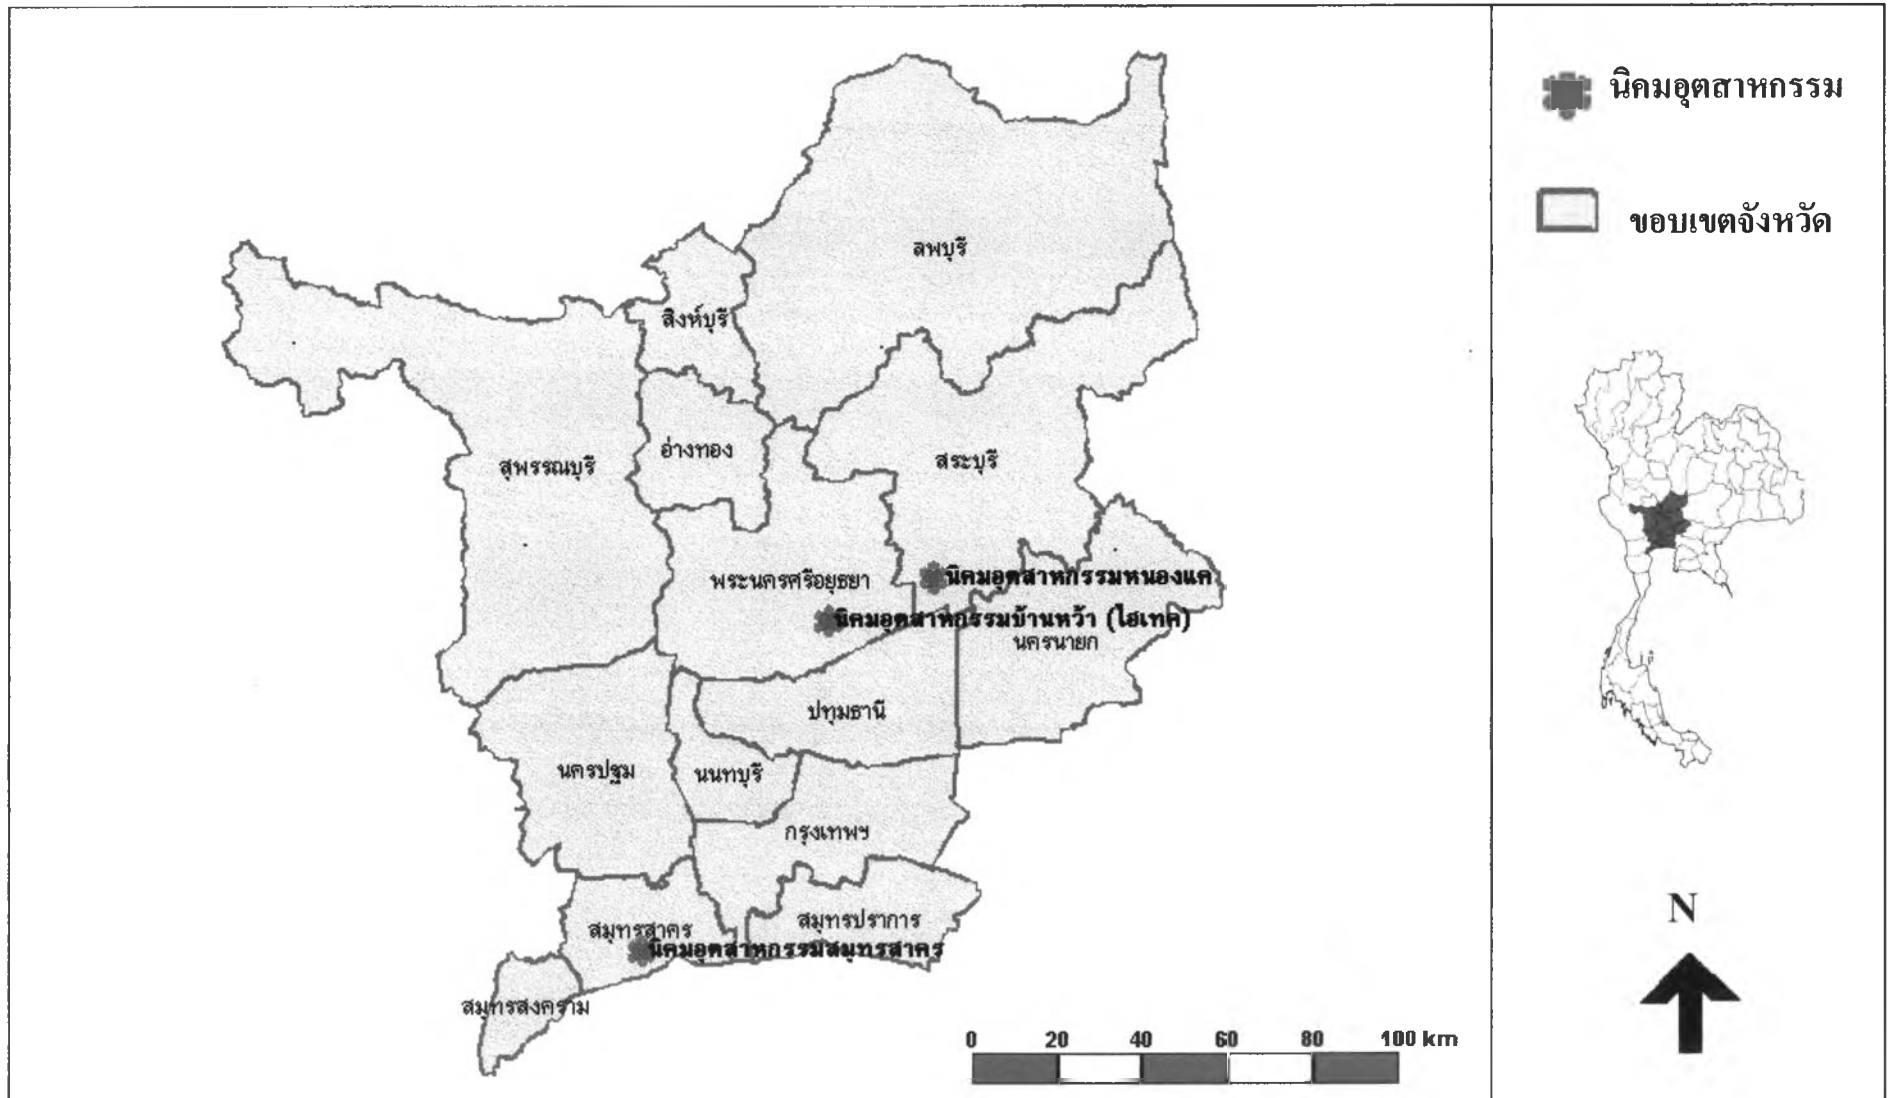 นิคมอุตสาหกรรม
ขอบเขตจังหวัด
ลพบุรี
สิงห์บุรี
อ่างทอง
สุพรรณบุรี
สระบุรี
พระนครศรีอยุธยา
นิคมอุตสาหกรรมหนองแค
นิคมอุตสาหกรรมบ้านหว้า (ไฮเทค)
นครนายก
ปทุมธานี
นครปฐม
นนทบุรี
กรุงเทพฯ
สมุทรปราการ
สมุทรสาคร
นิคมอุตสาหกรรมสมุทรสาคร
สมุทรสงคราม
N
0 20 40 60 80 100 km